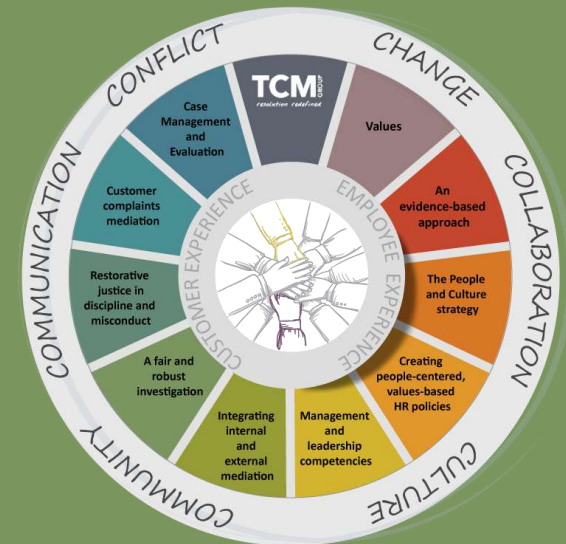 CONFLICT
CHANGE
COLLABORATION
CULTURE
COMMUNITY
COMMUNICATION
TCM
GROUP
resolution redefined
Values
An
evidence-based
approach
The People
and Culture
strategy
Creating
people-centered,
values-based
HR policies
Management
and
leadership
competencies
Integrating
internal
and
external
mediation
A fair and
robust
investigation
Restorative
justice in
discipline and
misconduct
Customer
complaints
mediation
Case
Management
and
Evaluation
CUSTOMER EXPERIENCE
EMPLOYEE EXPERIENCE